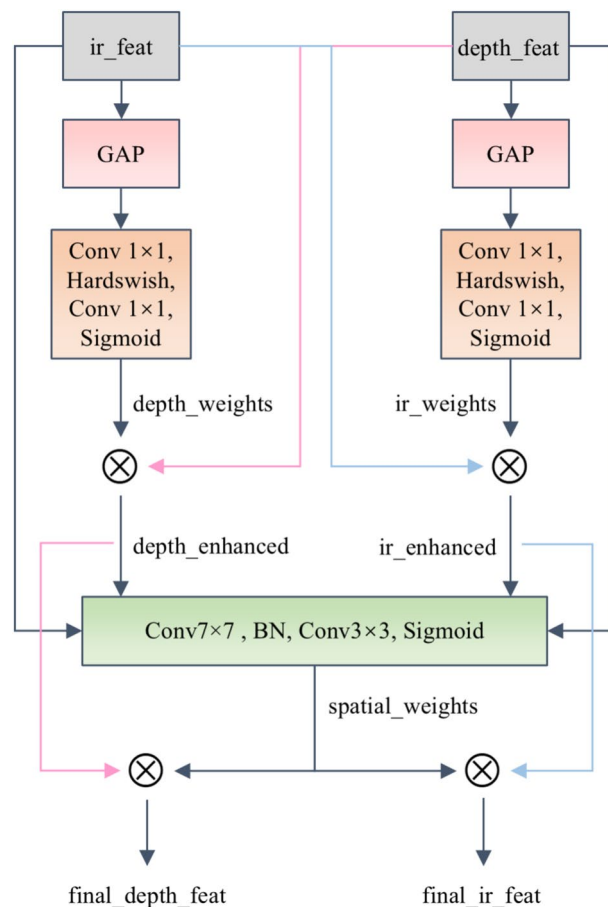 ir_feat
depth_feat
GAP
GAP
Conv 1×1,
Hardswish,
Conv 1×1,
Sigmoid
Conv 1×1,
Hardswish,
Conv 1×1,
Sigmoid
depth_weights
ir_weights
depth_enhanced
ir_enhanced
Conv7×7 , BN, Conv3×3, Sigmoid
spatial_weights
final_depth_feat
final_ir_feat